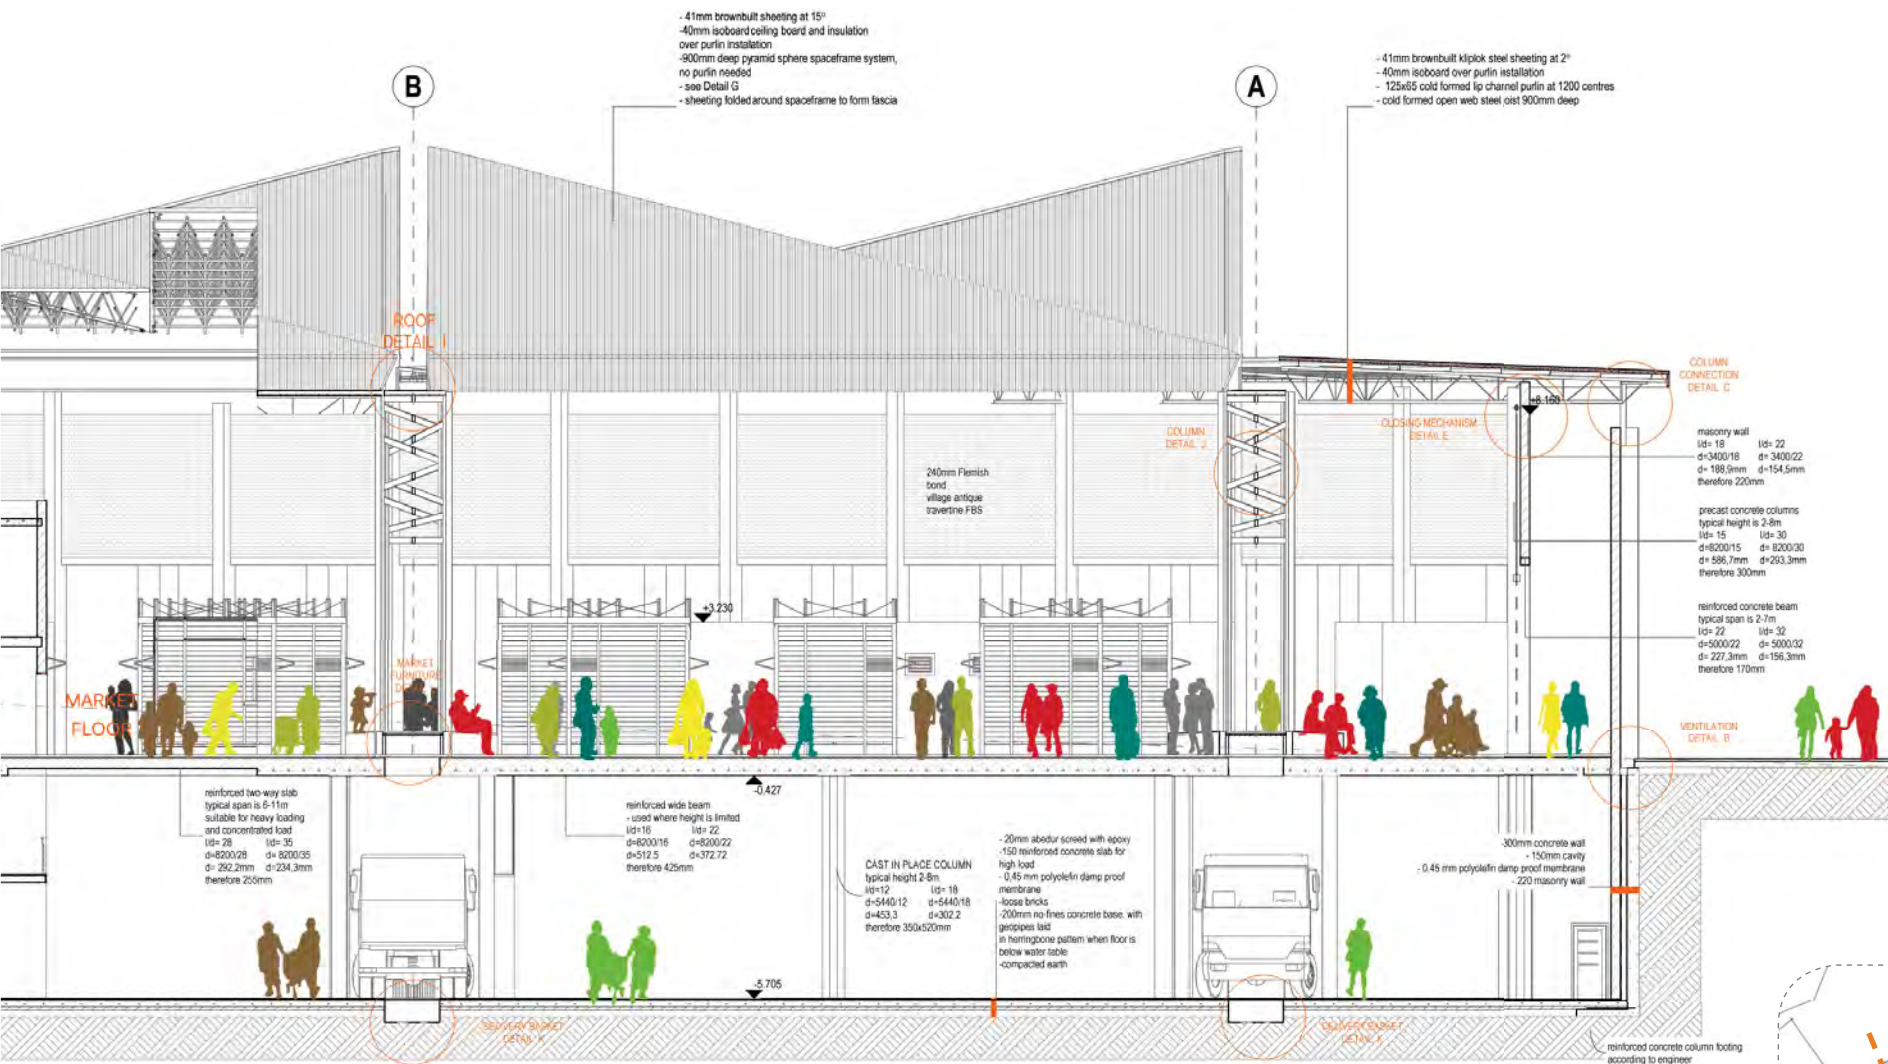 - 41mm brownbuilt sheeting at 15º
-40mm isoboard ceiling board and insulation
over purlin installation
-900mm deep pyramid sphere spaceframe system,
no purlin needed
- see Detail G
- sheeting folded around spaceframe to form fascia
- 41mm brownbuilt kliplok steel sheeting at 2º
- 40mm isoboard over purlin installation
- 125x65 cold formed lip channel purlin at 1200 centres
- cold formed open web steel oist 900mm deep
B
A
ROOF
DETAIL I
COLUMN
CONNECTION
DETAIL C
+8.160
CLOSING MECHANISM
DETAIL E
COLUMN
DETAIL J
240mm Flemish
bond
village antique
travertine FBS
masonry wall
l/d= 18 l/d= 22
d=3400/18 d= 3400/22
d= 188,9mm d=154,5mm
therefore 220mm
precast concrete columns
typical height is 2-8m
l/d= 15 l/d= 30
d=8200/15 d= 8200/30
d= 586,7mm d=293,3mm
therefore 300mm
reinforced concrete beam
typical span is 2-7m
l/d= 22 l/d= 32
d=5000/22 d= 5000/32
d= 227,3mm d=156,3mm
therefore 170mm
+3.230
MARKET
FURNITURE
MARKET
FLOOR
VENTILATION
DETAIL B
-0.427
reinforced two-way slab
typical span is 6-11m
suitable for heavy loading
and concentrated load
l/d= 28 l/d= 35
d=8200/28 d= 8200/35
d= 292,2mm d=234,3mm
therefore 255mm
reinforced wide beam
- used where height is limited
l/d=16 l/d= 22
d=8200/16 d=8200/22
d=512.5 d=372.72
therefore 425mm
CAST IN PLACE COLUMN
typical height 2-8m
l/d=12 l/d= 18
d=5440/12 d=5440/18
d=453,3 d=302.2
therefore 350x520mm
- 20mm abedur screed with epoxy
-150 reinforced concrete slab for
high load
- 0,45 mm polyolefin damp proof
membrane
-loose bricks
-200mm no-fines concrete base. with
geopipes laid
in herringbone pattern when floor is
below water table
-compacted earth
-300mm concrete wall
- 150mm cavity
- 0.45 mm polyolefin damp proof membrane
- 220 masonry wall
-5.705
DELIVERY BASKET
DETAIL K
DELIVERY BASKET
DETAIL K
reinforced concrete column footing
according to engineer